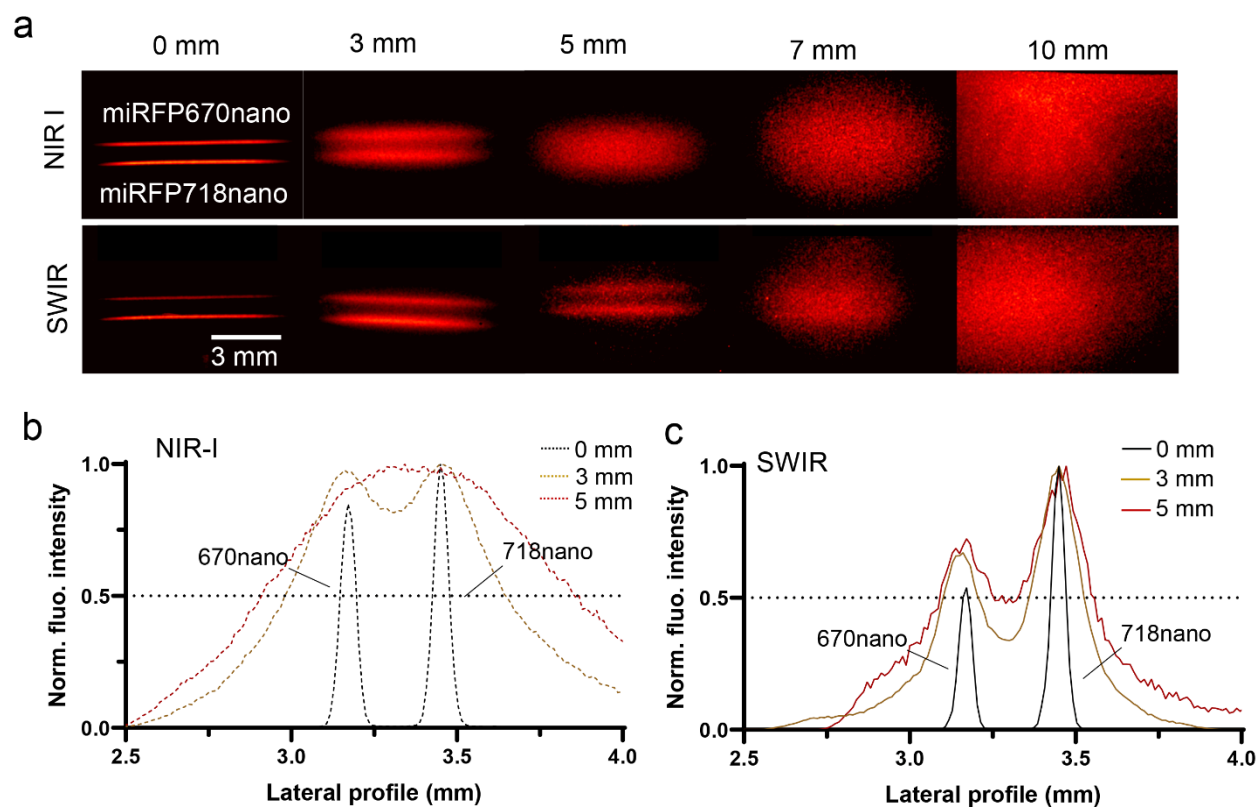 a
0 mm
3 mm
5 mm
7 mm
10 mm
NIR I
miRFP670nano
miRFP718nano
SWIR
3 mm
b
NIR-I
0 mm
3 mm
5 mm
670nano
718nano
Norm. fluo. intensity
1.0
0.5
0.0
2.5
3.0
3.5
4.0
Lateral profile (mm)
c
SWIR
0 mm
3 mm
5 mm
670nano
718nano
Norm. fluo. intensity
1.0
0.5
0.0
2.5
3.0
3.5
4.0
Lateral profile (mm)